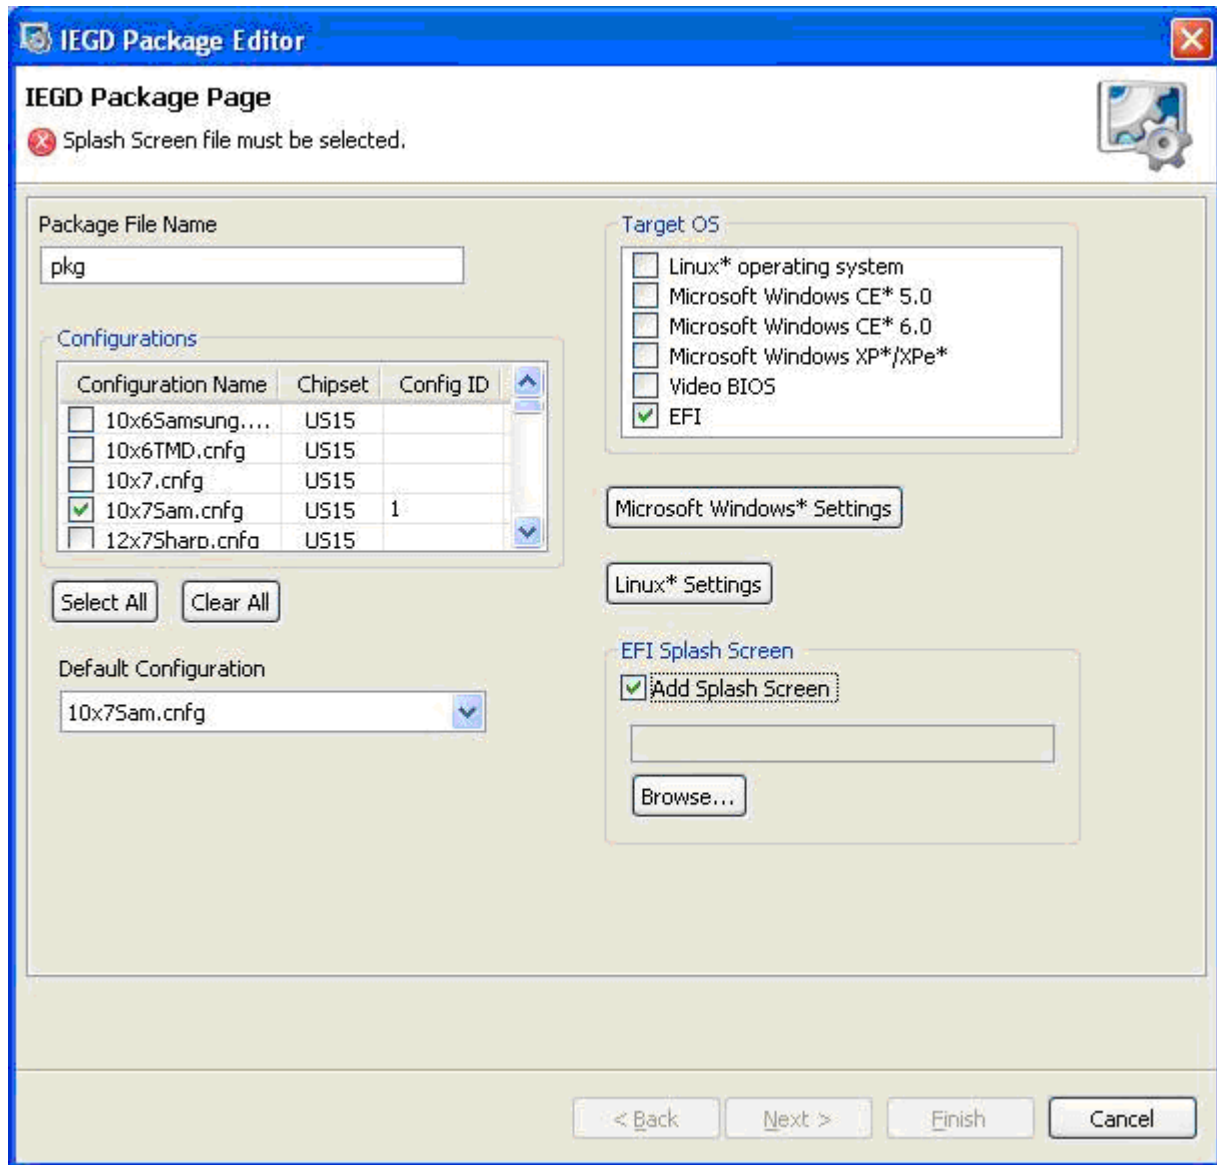 IEGD Package Editor
IEGD Package Page
Splash Screen file must be selected.
Package File Name
pkg
Configurations
Configuration Name Chipset Config ID
10x6Samsung.... US15
10x6TMD.cnfg US15
10x7.cnfg US15
10x7Sam.cnfg US15 1
12x7Sharp.cnfg US15
Select All Clear All
Default Configuration
10x7Sam.cnfg
Target OS
Linux* operating system
Microsoft Windows CE* 5.0
Microsoft Windows CE* 6.0
Microsoft Windows XP*/XPe*
Video BIOS
EFI
Microsoft Windows* Settings
Linux* Settings
EFI Splash Screen
Add Splash Screen
Browse...
< Back Next > Finish Cancel